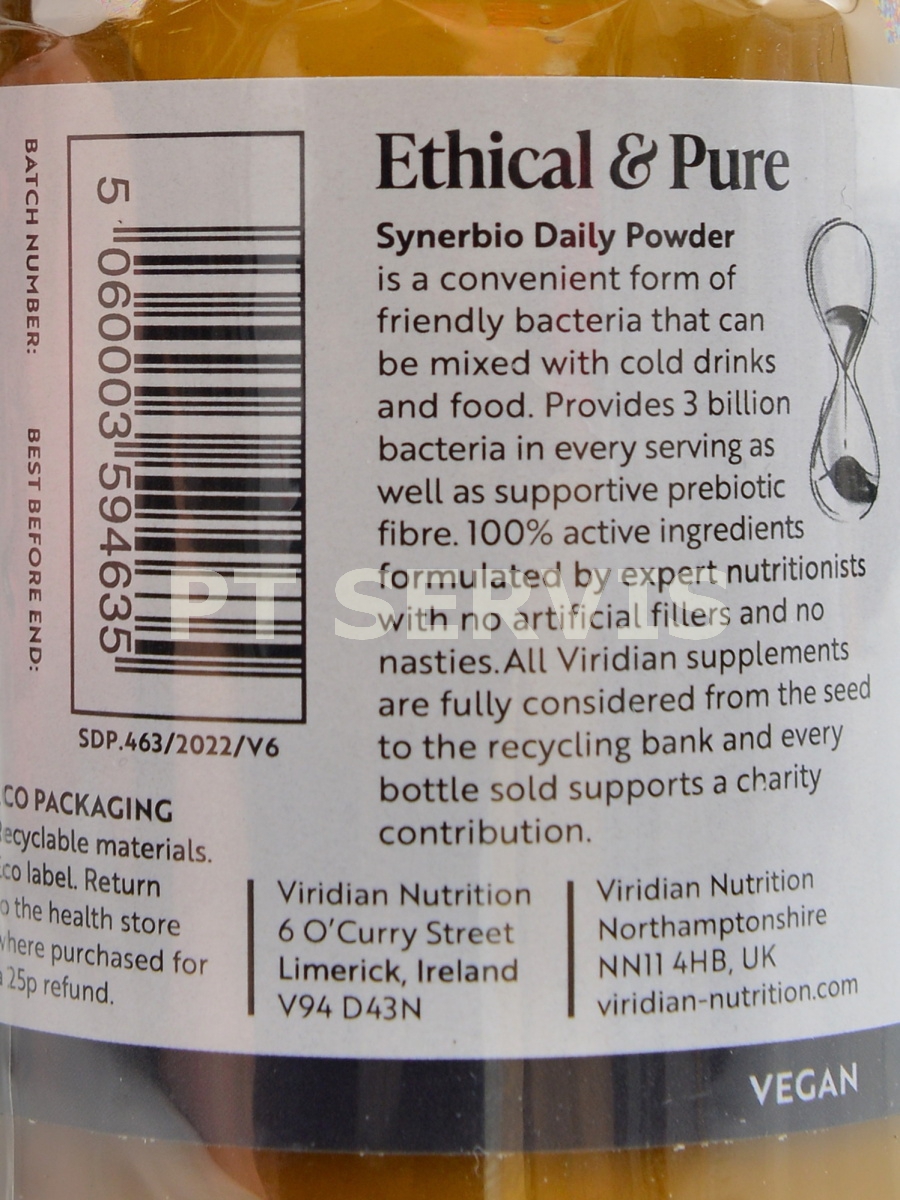 Ethical & Pure
Synerbio Daily Powder
is a convenient form of
friendly bacteria that can
be mixed with cold drinks
and food. Provides 3 billion
bacteria in every serving as
well as supportive prebiotic
fibre. 100% active ingredients
formulated by expert nutritionists
with no artificial fillers and no
nasties. All Viridian supplements
are fully considered from the seed
to the recycling bank and every
bottle sold supports a charity
contribution.
BATCH NUMBER:
BEST BEFORE END:
5 060003 594635
SDP.463/2022/V6
CO PACKAGING
ecyclable materials.
co label. Return
o the health store
where purchased for
a 25p refund.
Viridian Nutrition
6 O'Curry Street
Limerick, Ireland
V94 D43N
Viridian Nutrition
Northamptonshire
NN11 4HB, UK
viridian-nutrition.com
VEGAN
PT SERVIS